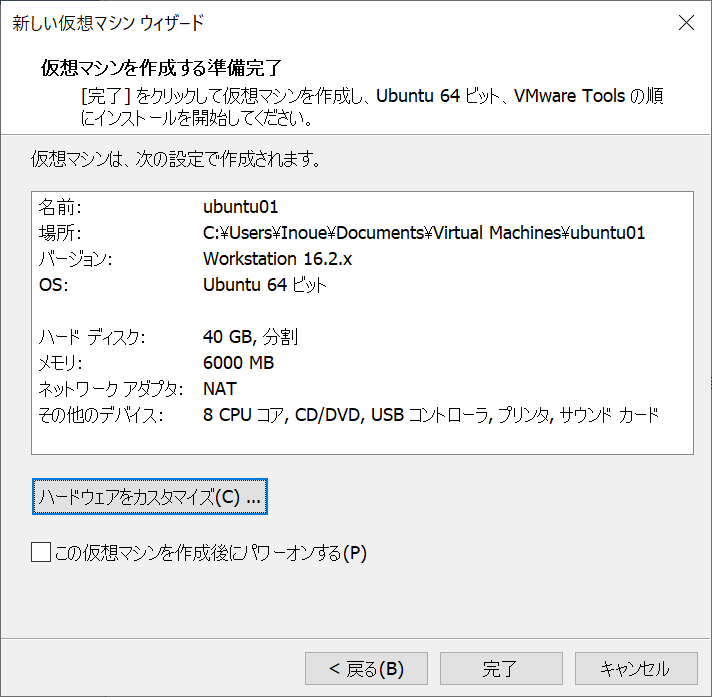 新しい仮想マシン ウィザード
仮想マシンを作成する準備完了
[完了] をクリックして仮想マシンを作成し、Ubuntu 64 ビット、VMware Tools の順
にインストールを開始してください。
仮想マシンは、次の設定で作成されます。
名前: ubuntu01
場所: C:¥Users¥Inoue¥Documents¥Virtual Machines¥ubuntu01
バージョン: Workstation 16.2.x
OS: Ubuntu 64 ビット
ハード ディスク: 40 GB, 分割
メモリ: 6000 MB
ネットワーク アダプタ: NAT
その他のデバイス: 8 CPU コア, CD/DVD, USB コントローラ, プリンタ, サウンド カード
ハードウェアをカスタマイズ(C) ...
この仮想マシンを作成後にパワーオンする(P)
< 戻る(B) 完了 キャンセル